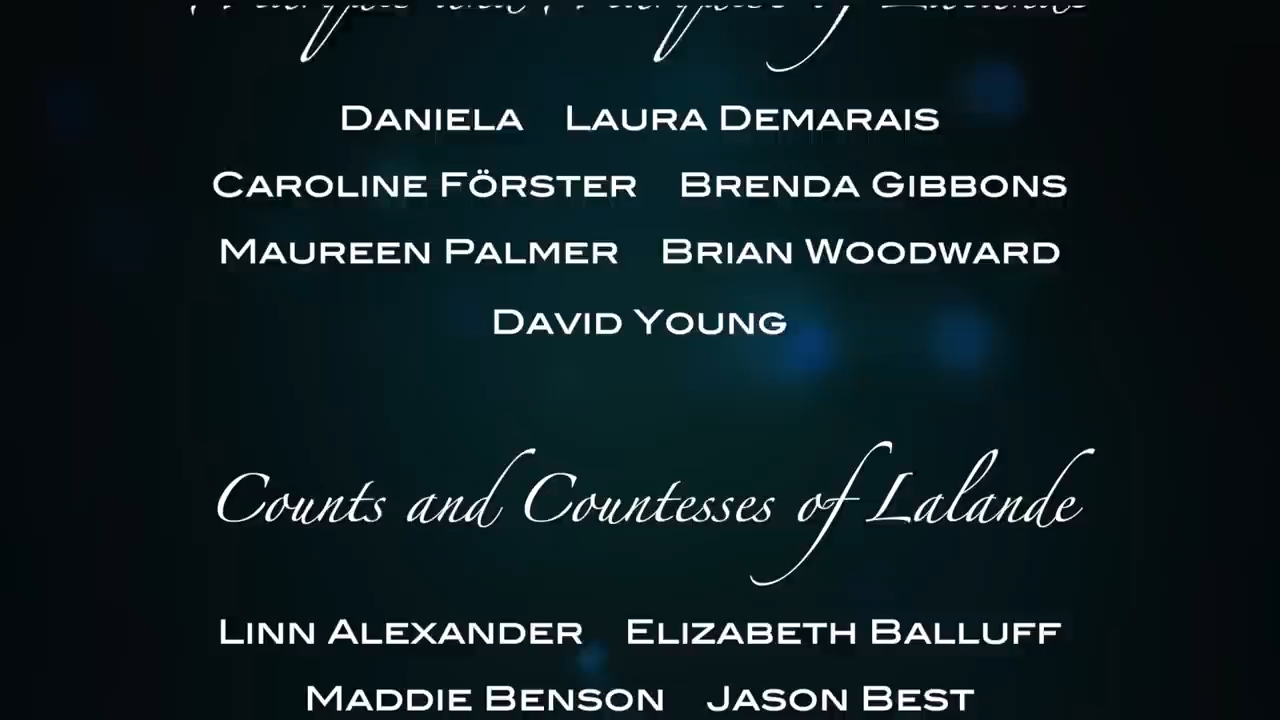 Daniela Laura Demarais
Caroline Förster Brenda Gibbons
Maureen Palmer Brian Woodward
David Young
Counts and Countesses of Lalande
Linn Alexander Elizabeth Balluff
Maddie Benson Jason Best